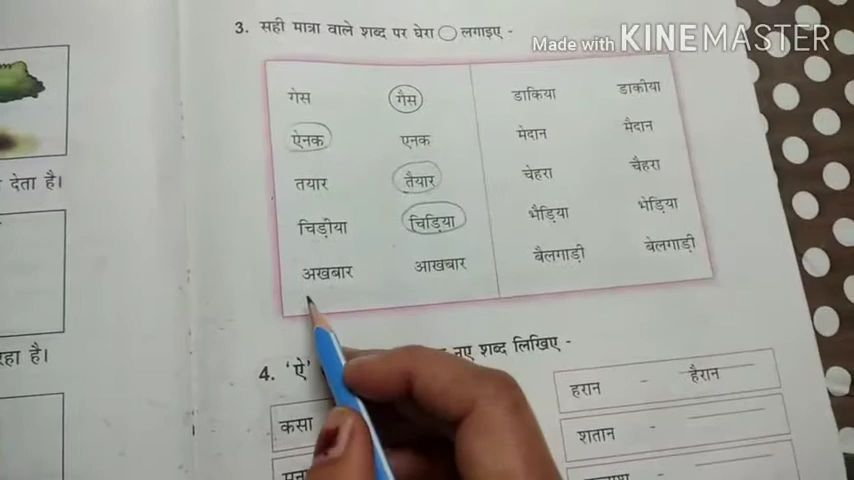 3. सही मात्रा वाले शब्द पर घेरा ◯ लगाइए -
Made with KINEMASTER
गेस गैस डाकिया डाकीया
ऐनक एनक मेदान मैदान
तयार तैयार चेहरा चैहरा
चिड़ीया चिड़िया भैड़िया भेड़िया
अखबार आखबार बैलगाड़ी बेलगाड़ी
देता है।
रहा है।
4. 'ऐ' नए शब्द लिखिए -
हरान - हैरान
कसा
शतान -